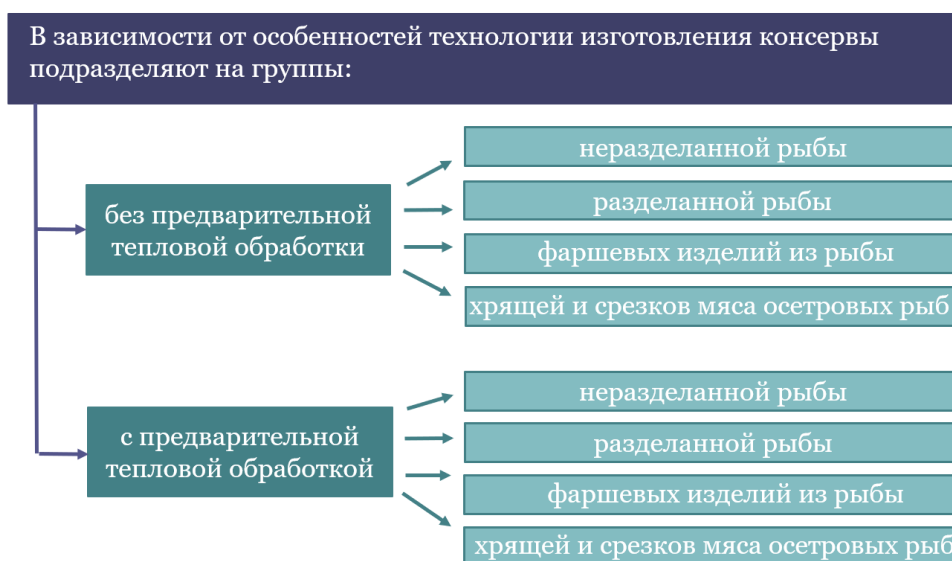 В зависимости от особенностей технологии изготовления консервы
подразделяют на группы:
без предварительной
тепловой обработки
неразделанной рыбы
разделанной рыбы
фаршевых изделий из рыбы
хрящей и срезков мяса осетровых рыб
с предварительной
тепловой обработкой
неразделанной рыбы
разделанной рыбы
фаршевых изделий из рыбы
хрящей и срезков мяса осетровых рыб